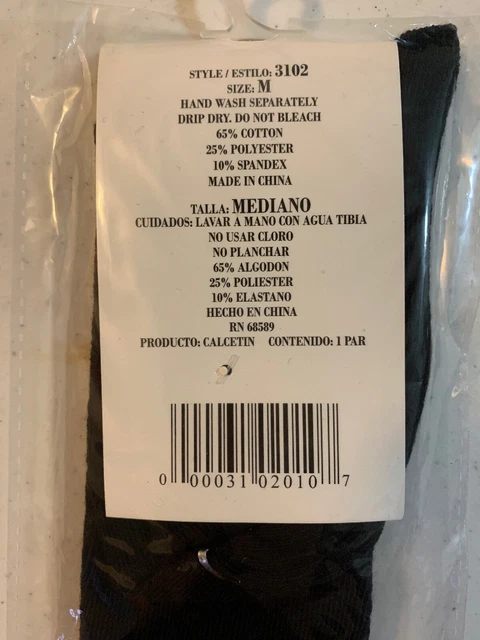 STYLE / ESTILO: 3102
SIZE: M
HAND WASH SEPARATELY
DRIP DRY. DO NOT BLEACH
65% COTTON
25% POLYESTER
10% SPANDEX
MADE IN CHINA
TALLA: MEDIANO
CUIDADOS: LAVAR A MANO CON AGUA TIBIA
NO USAR CLORO
NO PLANCHAR
65% ALGODON
25% POLIESTER
10% ELASTANO
HECHO EN CHINA
RN 68589
PRODUCTO: CALCETIN CONTENIDO: 1 PAR
0 00031 02010 7